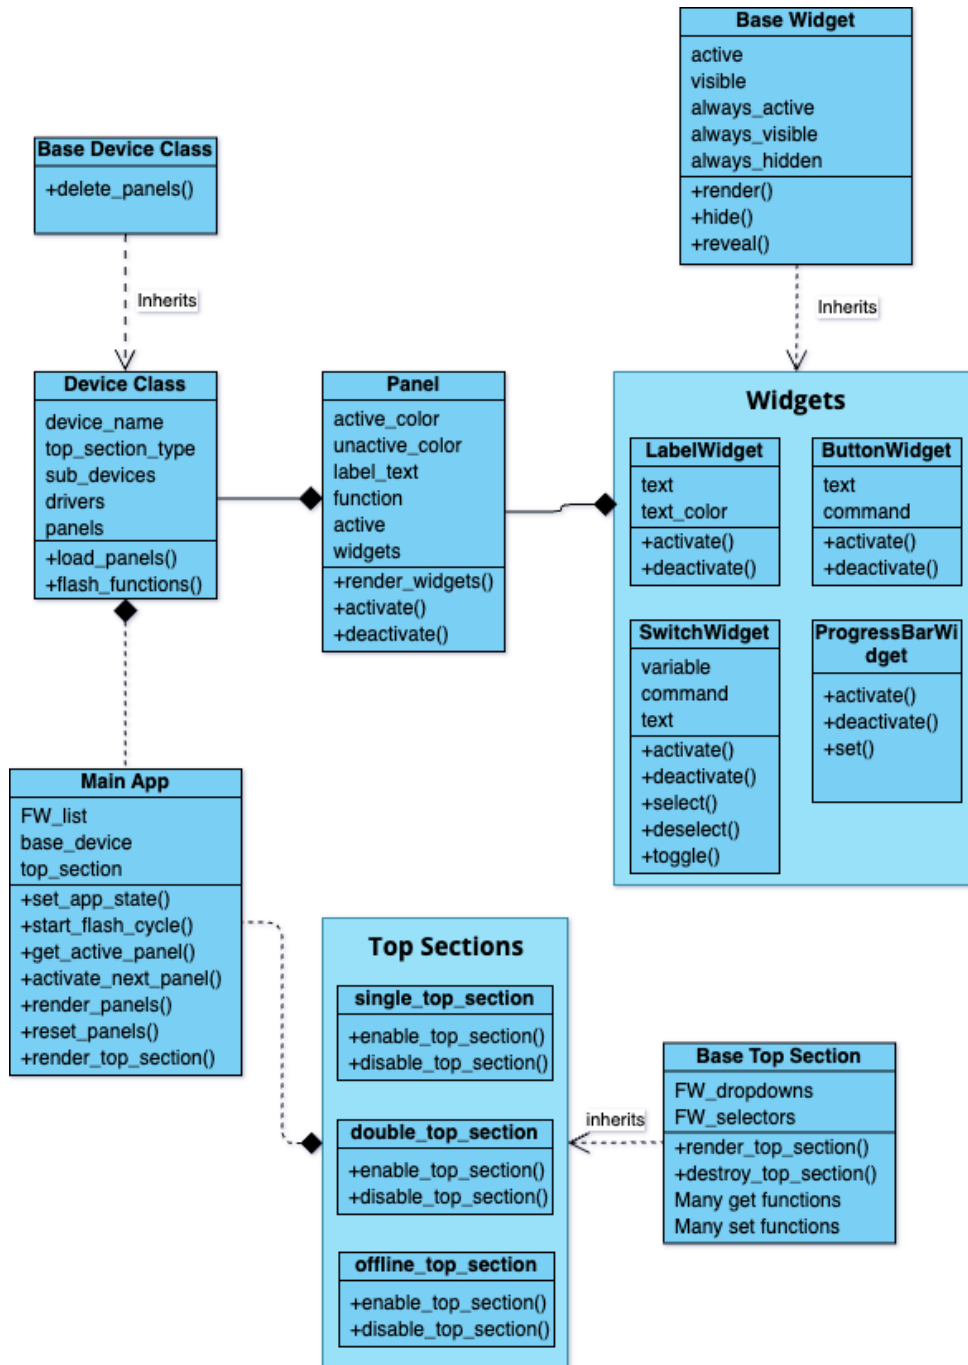 Base Widget
active
visible
always_active
always_visible
always_hidden
+render()
+hide()
+reveal()
Base Device Class
+delete_panels()
Inherits
Inherits
Device Class
device_name
top_section_type
sub_devices
drivers
panels
+load_panels()
+flash_functions()
Panel
active_color
unactive_color
label_text
function
active
widgets
+render_widgets()
+activate()
+deactivate()
Widgets
LabelWidget
text
text_color
+activate()
+deactivate()
ButtonWidget
text
command
+activate()
+deactivate()
SwitchWidget
variable
command
text
+activate()
+deactivate()
+select()
+deselect()
+toggle()
ProgressBarWi
dget
+activate()
+deactivate()
+set()
Main App
FW_list
base_device
top_section
+set_app_state()
+start_flash_cycle()
+get_active_panel()
+activate_next_panel()
+render_panels()
+reset_panels()
+render_top_section()
Top Sections
single_top_section
+enable_top_section()
+disable_top_section()
double_top_section
+enable_top_section()
+disable_top_section()
offline_top_section
+enable_top_section()
+disable_top_section()
inherits
Base Top Section
FW_dropdowns
FW_selectors
+render_top_section()
+destroy_top_section()
Many get functions
Many set functions